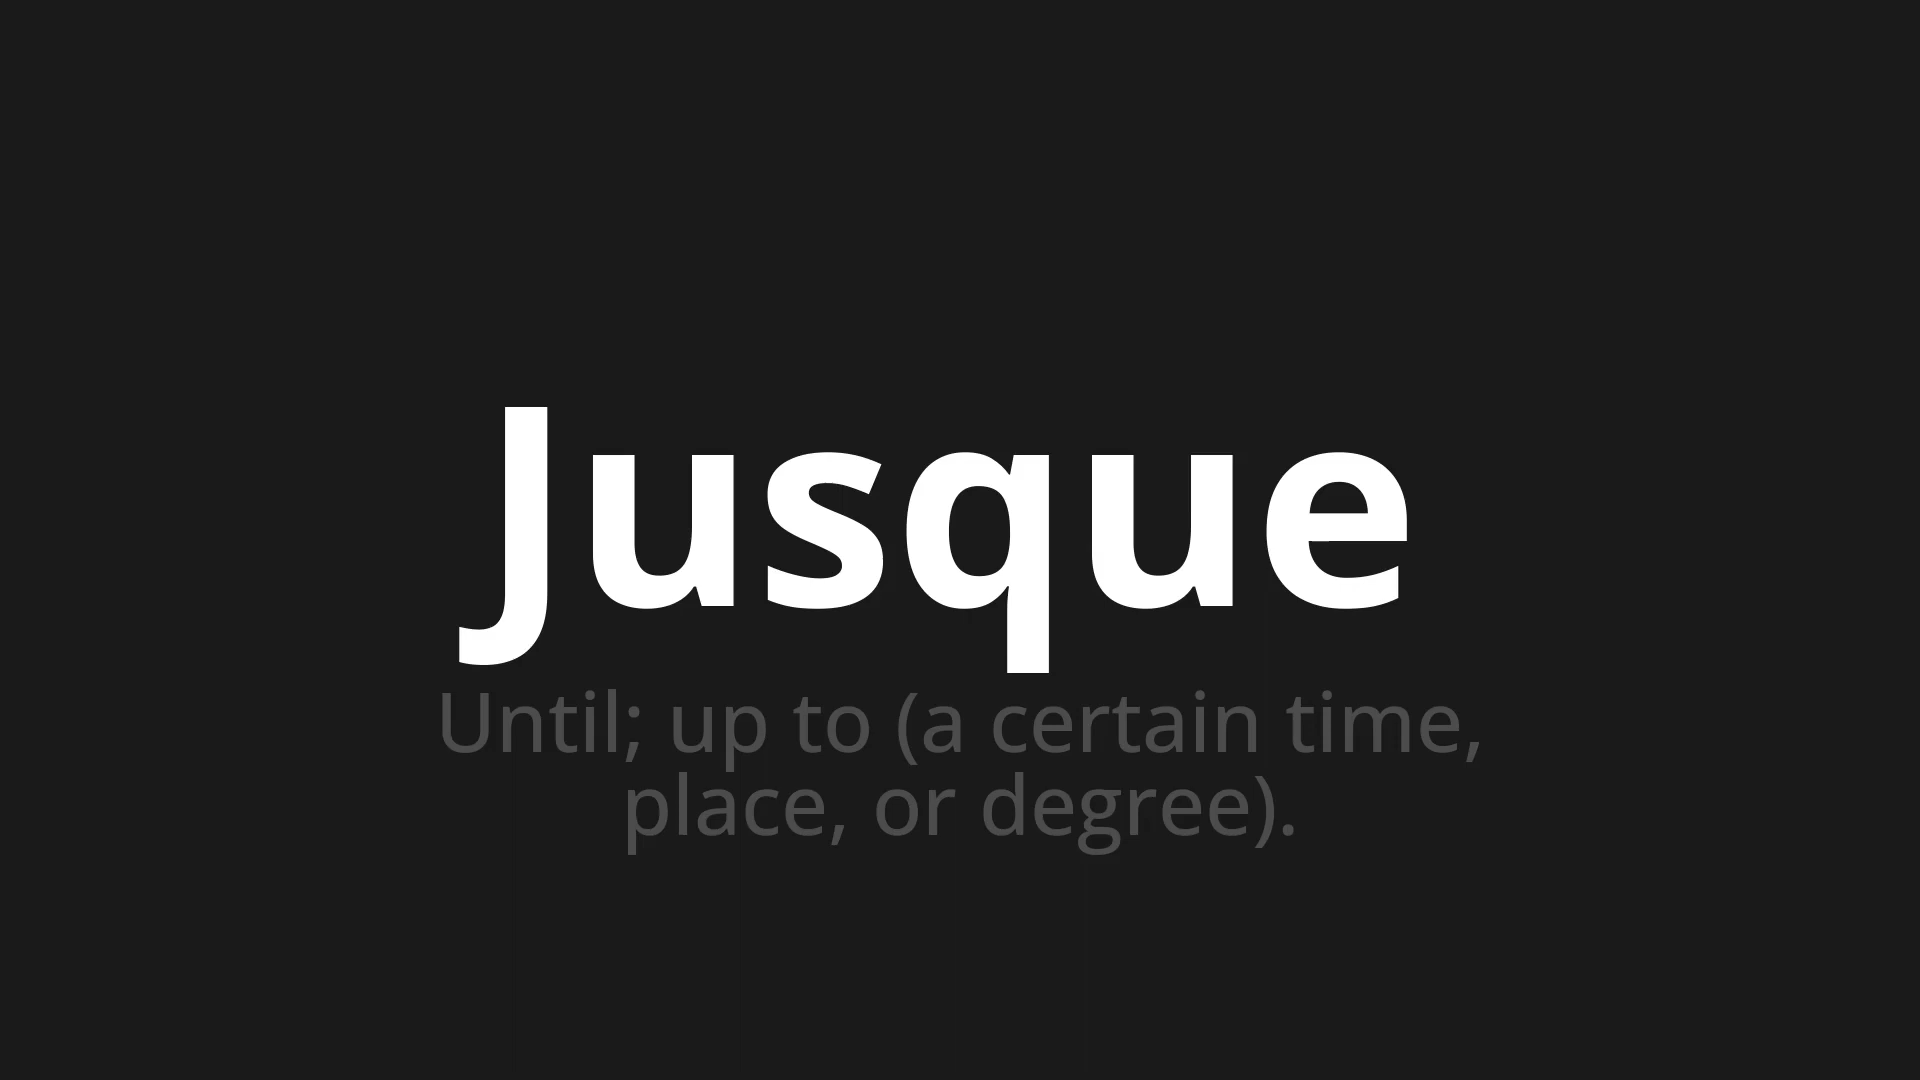 Jusque
Until; up to (a certain time,
place, or degree).